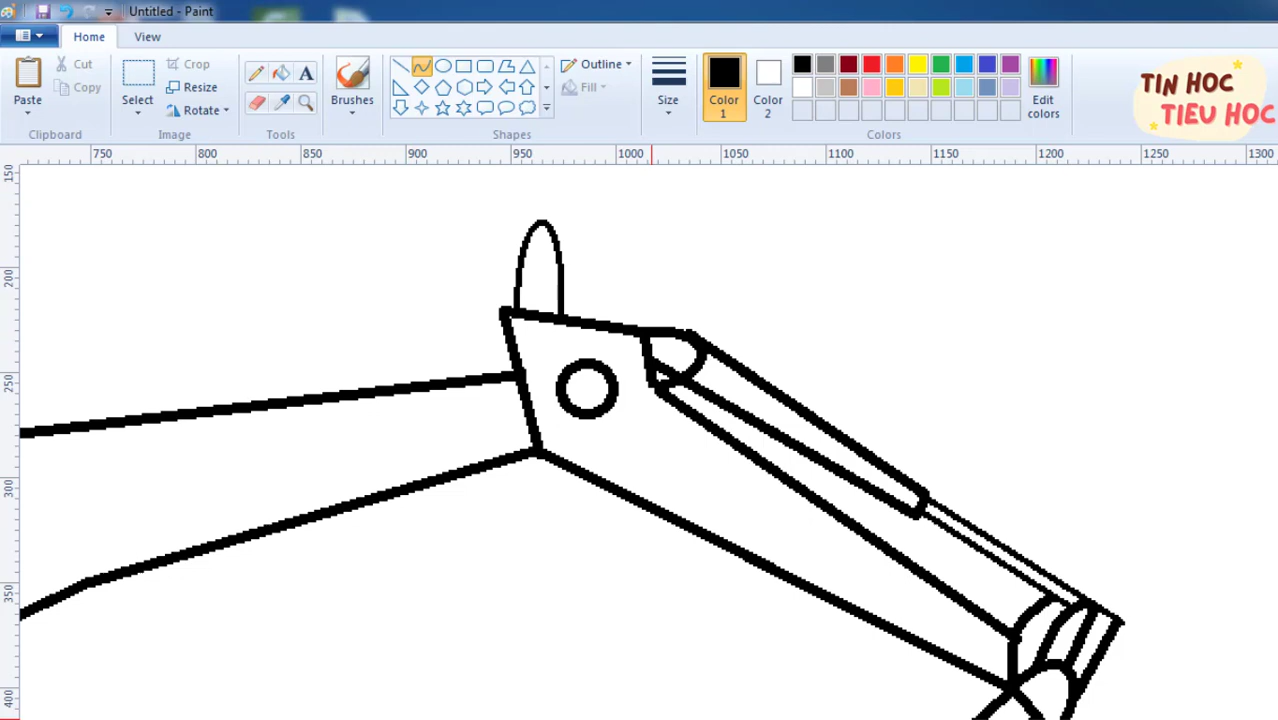 Untitled - Paint
Home
View
Paste
Cut
Copy
Clipboard
Select
Crop
Resize
Rotate
Image
Tools
Brushes
Outline
Fill
Shapes
Size
Color
1
Color
2
Edit
colors
Colors
TIN HOC
TIEU HOC
750
800
850
900
950
1000
1050
1100
1150
1200
1250
1300
150
200
250
300
350
400